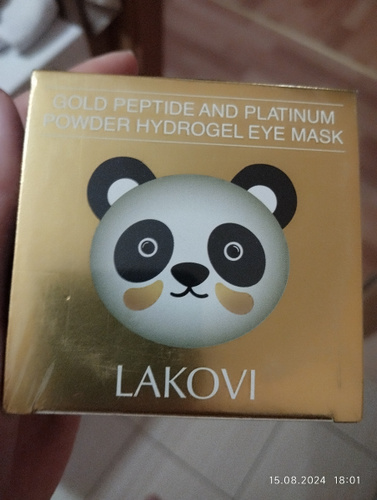 GOLD PEPTIDE AND PLATINUM
POWDER HYDROGEL EYE MASK
LAKOVI
15.08.2024 18:01